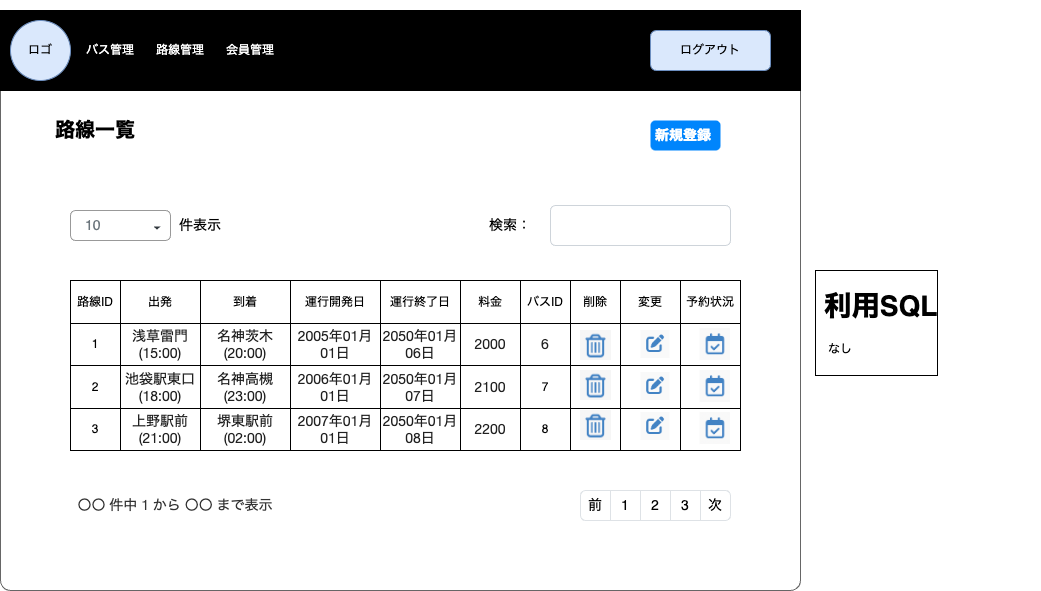 ロゴ バス管理 路線管理 会員管理 ログアウト
路線一覧 新規登録
10 件表示 検索：
路線ID 出発 到着 運行開発日 運行終了日 料金 バスID 削除 変更 予約状況
1 浅草雷門 (15:00) 名神茨木 (20:00) 2005年01月01日 2050年01月06日 2000 6
2 池袋駅東口 (18:00) 名神高槻 (23:00) 2006年01月01日 2050年01月07日 2100 7
3 上野駅前 (21:00) 堺東駅前 (02:00) 2007年01月01日 2050年01月08日 2200 8
〇〇 件中 1 から 〇〇 まで表示 前 1 2 3 次
利用SQL
なし